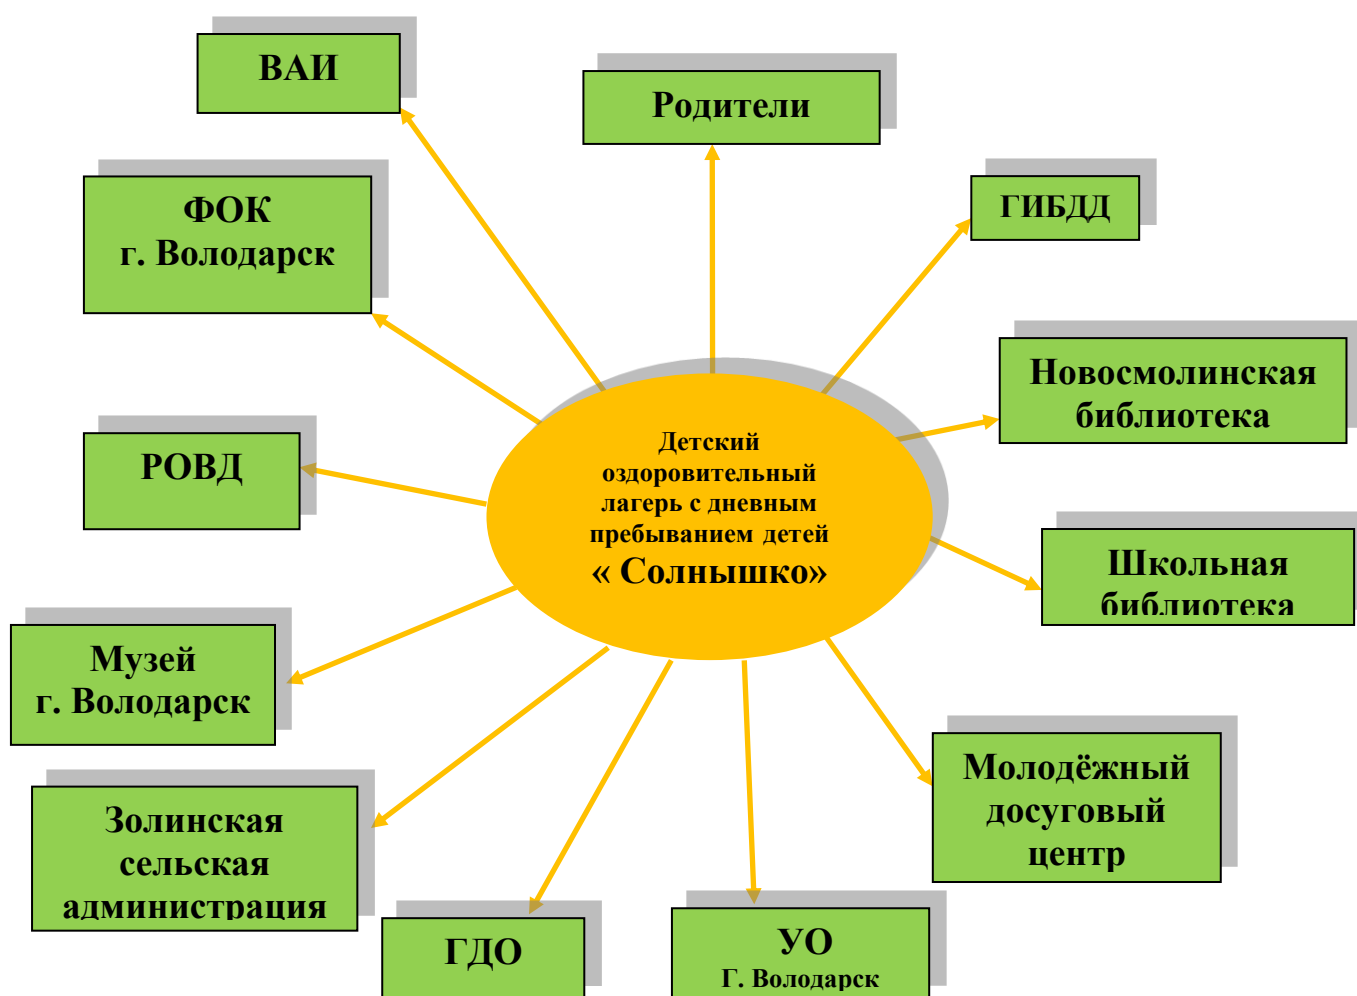 ВАИ
Родители
ФОК
г. Володарск
ГИБДД
Новосмолинская
библиотека
Детский
оздоровительный
лагерь с дневным
пребыванием детей
« Солнышко»
РОВД
Школьная
библиотека
Музей
г. Володарск
Молодёжный
досуговый
центр
Золинская
сельская
администрация
ГДО
УО
Г. Володарск